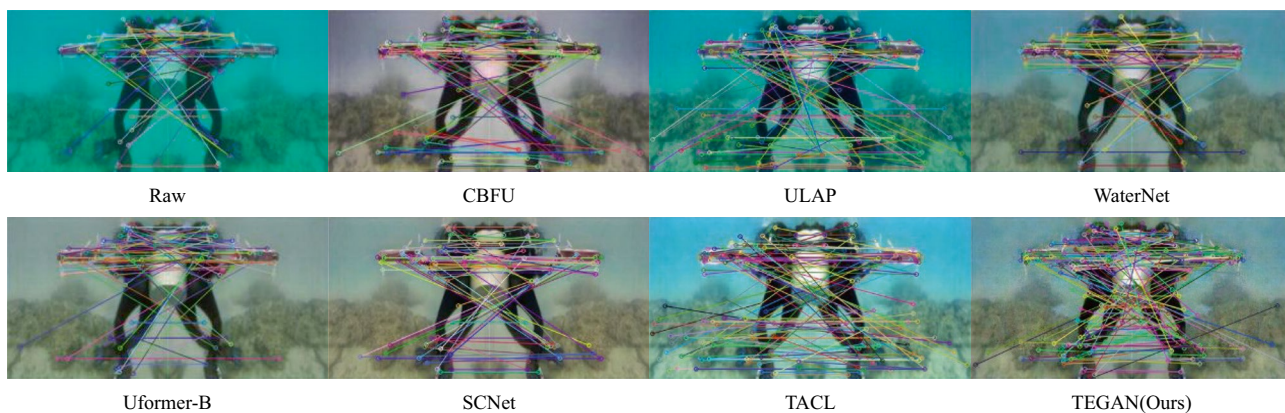 Raw
CBFU
ULAP
WaterNet
Uformer-B
SCNet
TACL
TEGAN(Ours)